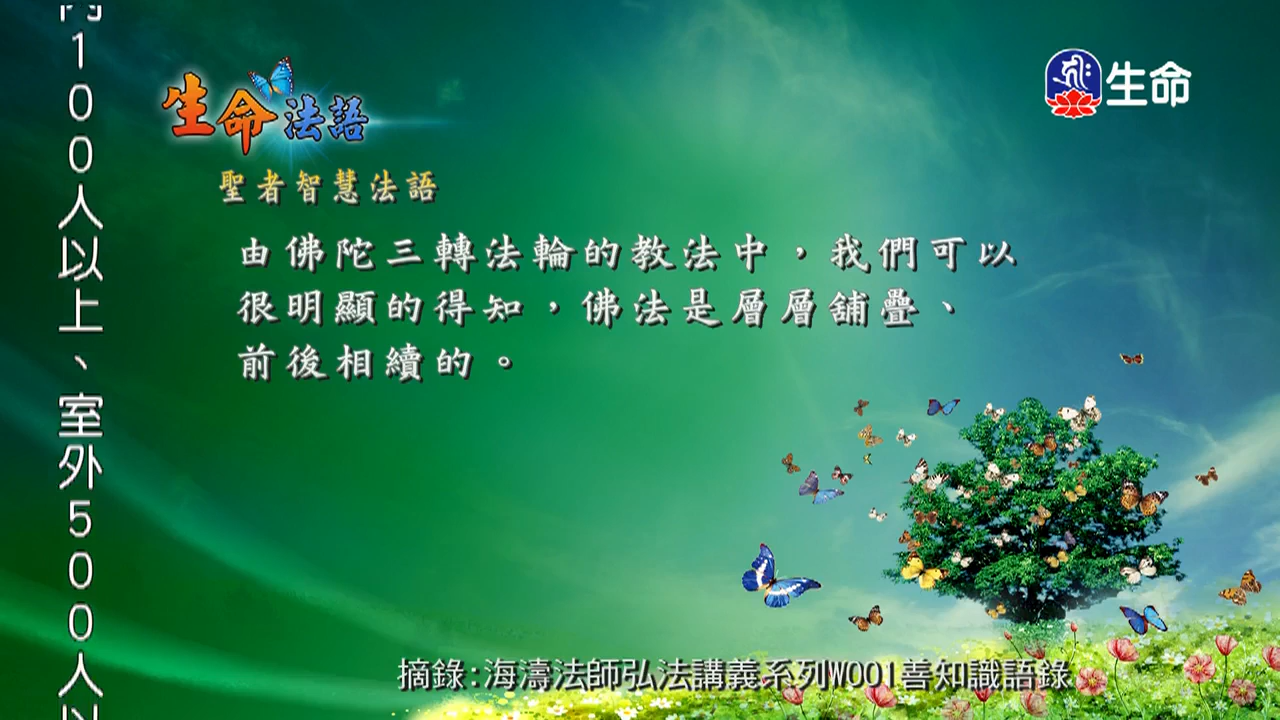 內100人以上、室外500人以
生命法語
生命
聖者智慧法語
由佛陀三轉法輪的教法中，我們可以
很明顯的得知，佛法是層層舖疊、
前後相續的。
摘錄:海濤法師弘法講義系列W001善知識語錄